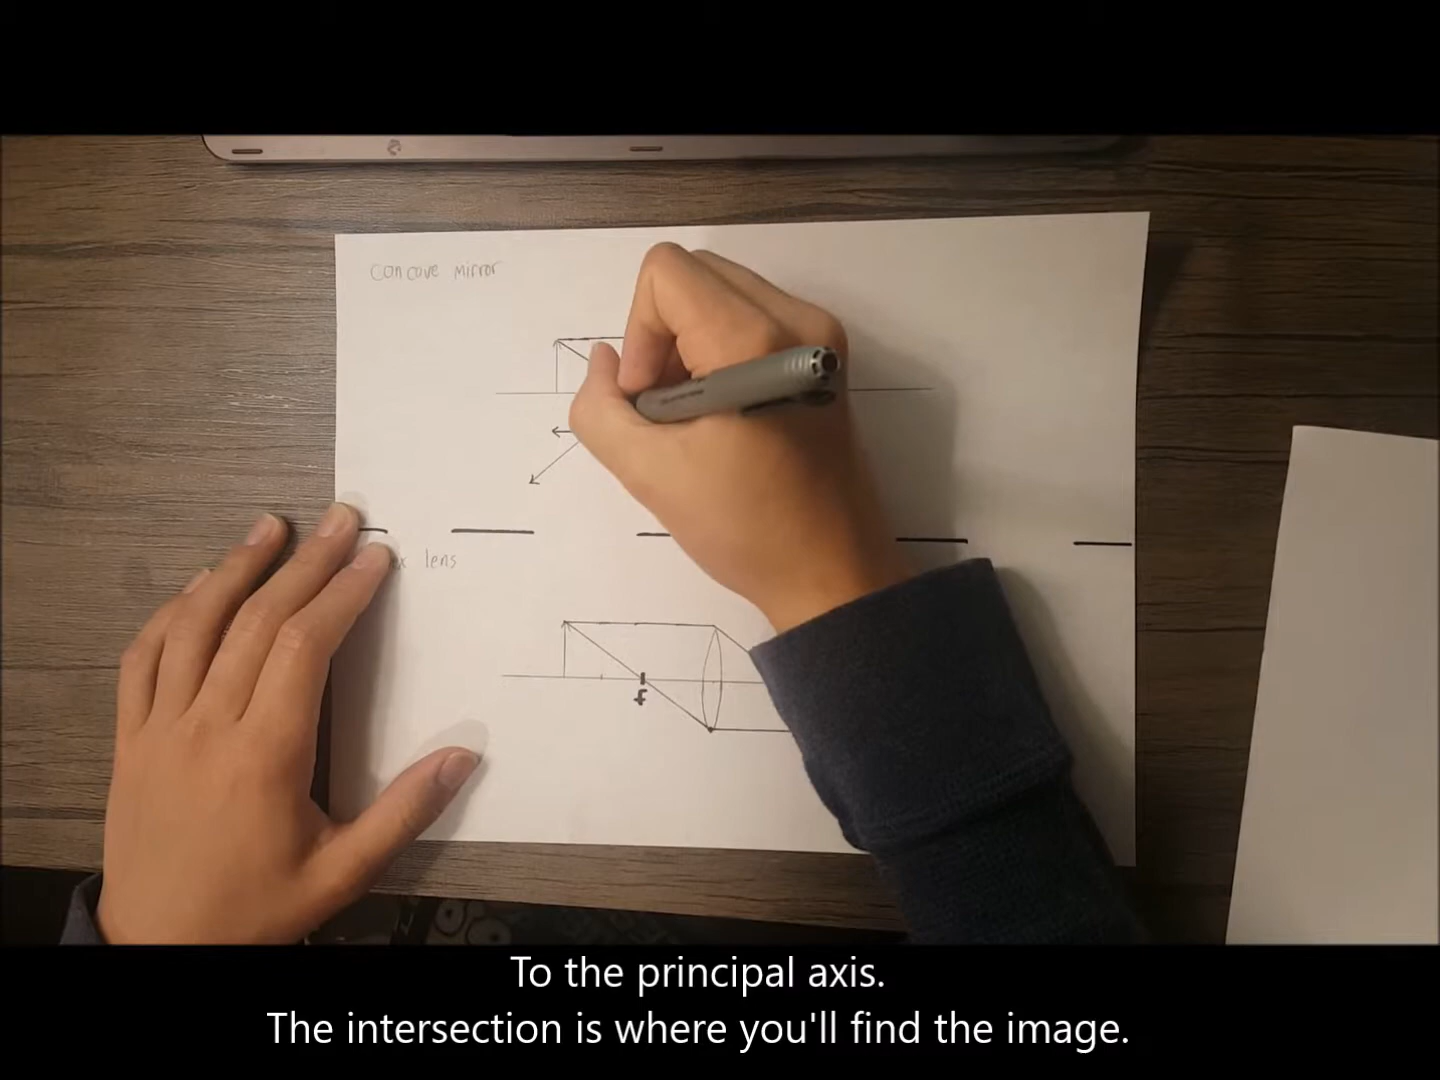 concave mirror
lens
f
To the principal axis.
The intersection is where you'll find the image.